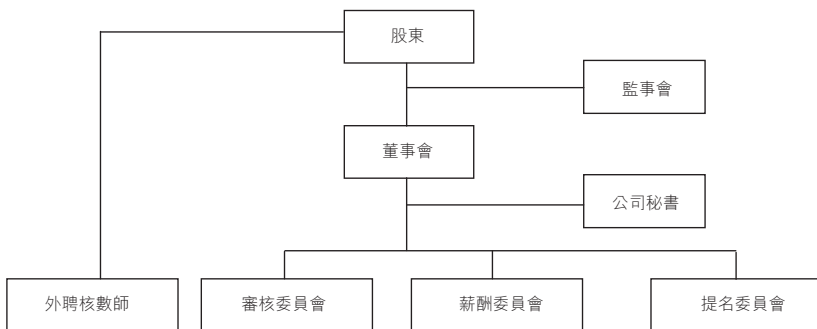 股東
監事會
董事會
公司秘書
外聘核數師
審核委員會
薪酬委員會
提名委員會